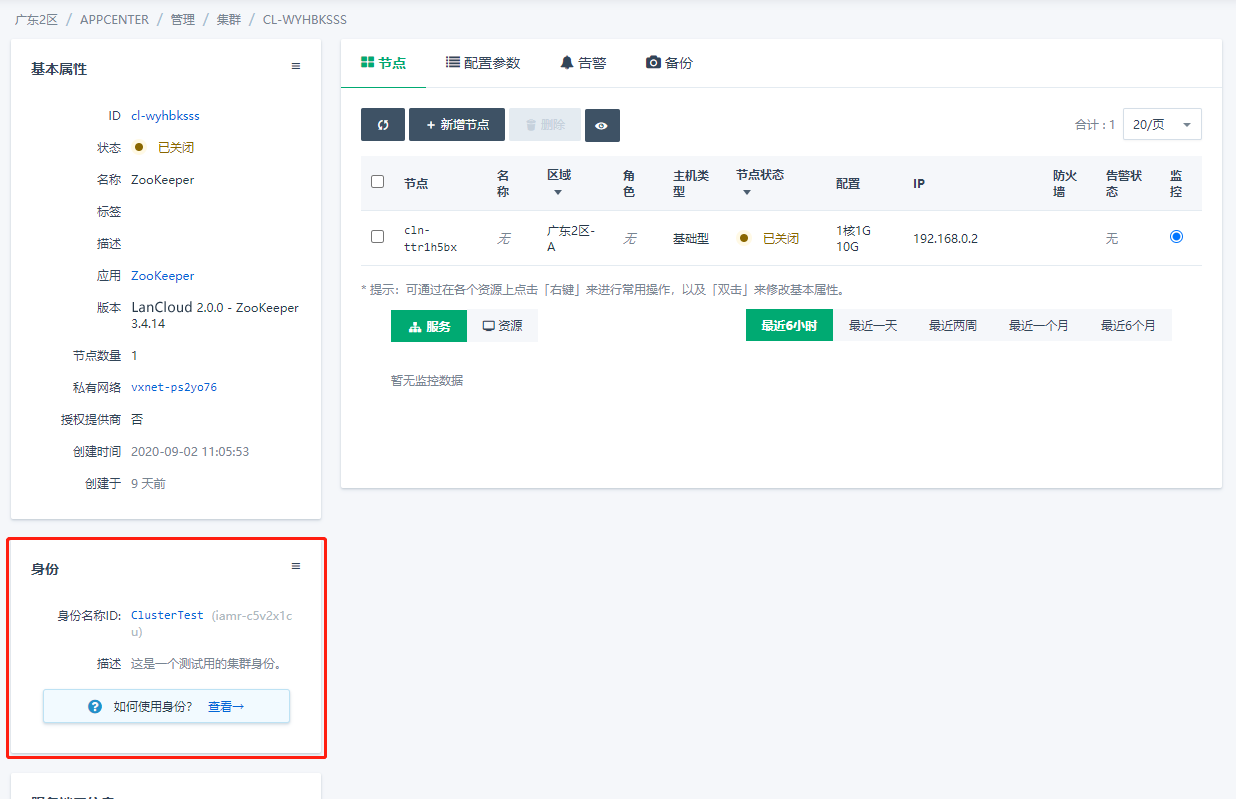 广东2区 / APPCENTER / 管理 / 集群 / CL-WYHBKSSS
基本属性
ID cl-wyhbksss
状态 已关闭
名称 ZooKeeper
标签
描述
应用 ZooKeeper
版本 LanCloud 2.0.0 - ZooKeeper
3.4.14
节点数量 1
私有网络 vxnet-ps2yo76
授权提供商 否
创建时间 2020-09-02 11:05:53
创建于 9 天前
身份
身份名称ID: ClusterTest (iamr-c5v2x1c
u)
描述 这是一个测试用的集群身份。
? 如何使用身份? 查看→
节点 配置参数 告警 备份
+ 新增节点 删除 合计 : 1 20/页
节点 名
称 区域 角
色 主机类
型 节点状态 配置 IP 防火
墙 告警状
态 监
控
cln-
ttr1h5bx 无 广东2区-
A 无 基础型 已关闭 1核1G
10G 192.168.0.2 无
* 提示: 可通过在各个资源上点击「右键」来进行常用操作，以及「双击」来修改基本属性。
服务 资源 最近6小时 最近一天 最近两周 最近一个月 最近6个月
暂无监控数据